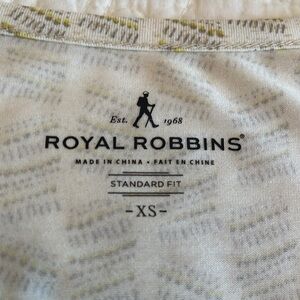 Est. 1968
ROYAL ROBBINS®
MADE IN CHINA • FAIT EN CHINE
STANDARD FIT
-XS-